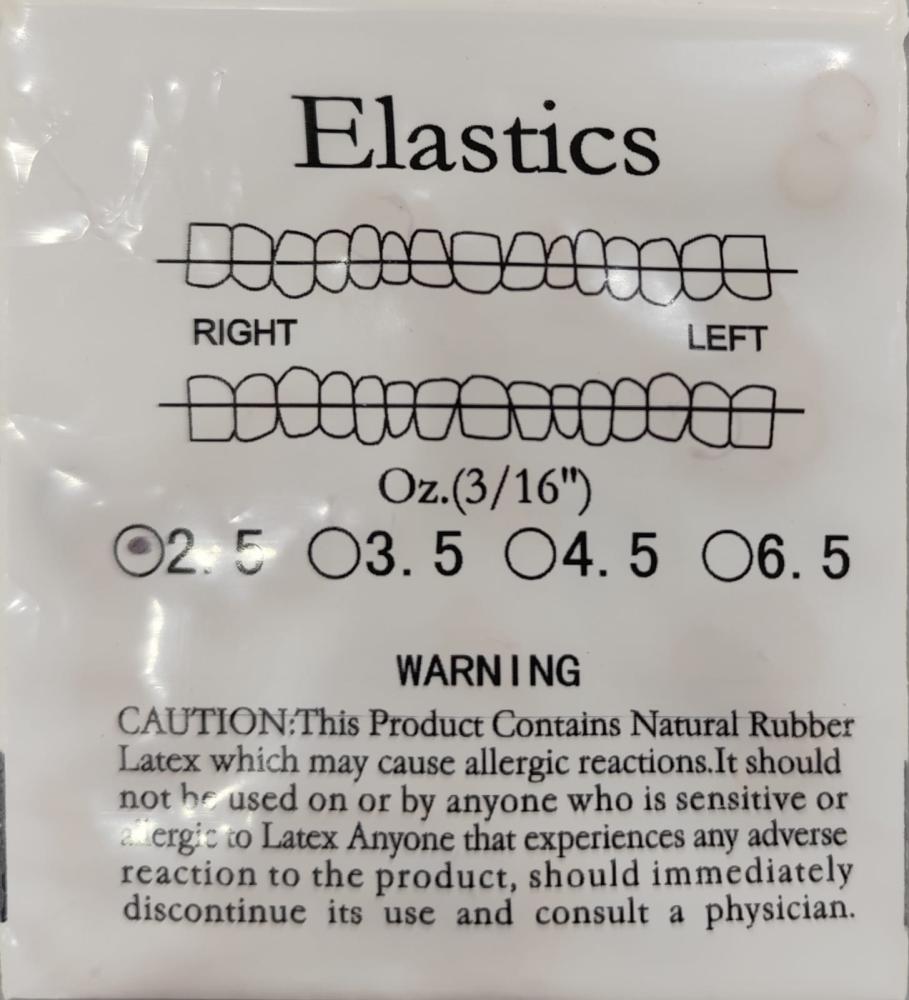 Elastics
RIGHT LEFT
Oz.(3/16")
2.5 3.5 4.5 6.5
WARNING
CAUTION:This Product Contains Natural Rubber
Latex which may cause allergic reactions.It should
not be used on or by anyone who is sensitive or
allergic to Latex Anyone that experiences any adverse
reaction to the product, should immediately
discontinue its use and consult a physician.